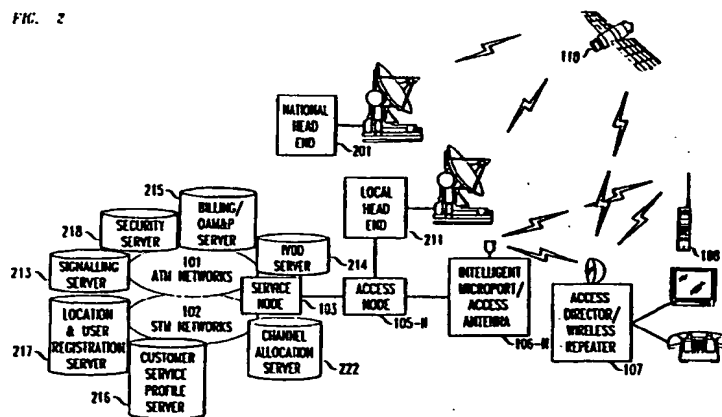 FIG. 2
110
NATIONAL
HEAD
END
201
215
BILLING/
OAM&P
SERVER
LOCAL
HEAD
END
211
218
SECURITY
SERVER
IVOD
SERVER
214
213
SIGNALLING
SERVER
101
ATM NETWORKS
102
STM NETWORKS
SERVICE
NODE
103
ACCESS
NODE
105-N
INTELLIGENT
MICROPORT/
ACCESS
ANTENNA
106-N
ACCESS
DIRECTOR/
WIRELESS
REPEATER
107
108
LOCATION
& USER
REGISTRATION
SERVER
217
CUSTOMER
SERVICE
PROFILE
SERVER
216
CHANNEL
ALLOCATION
SERVER
222